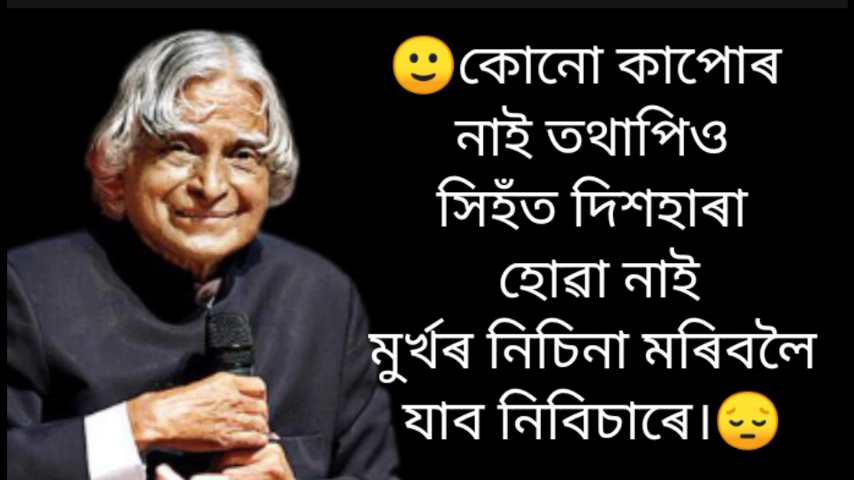 🙂কোনো কাপোৰ
নাই তথাপিও
সিহঁত দিশহাৰা
হোৱা নাই
মুৰ্খৰ নিচিনা মৰিবলৈ
যাব নিবিচাৰে।😔